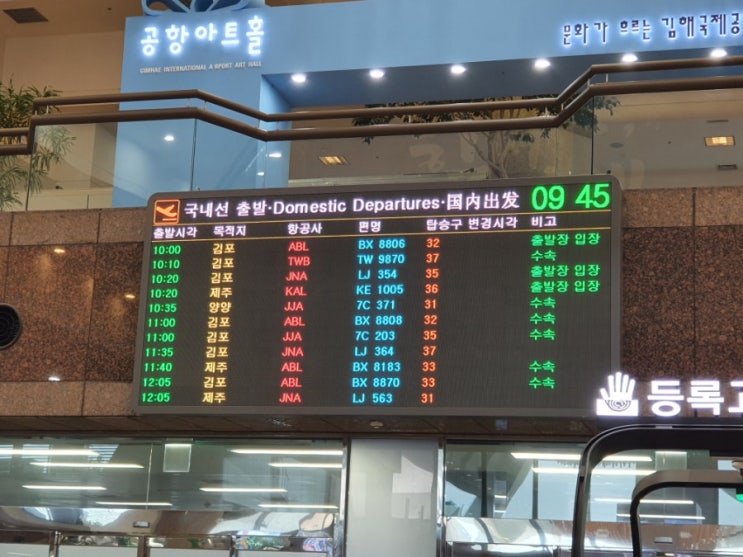 공항아트홀
GIMHAE INTERNATIONAL AIRPORT ART HALL
문화가 흐르는 김해국제공
국내선 출발·Domestic Departures·国内出发 09 45
출발시각 목적지 항공사 편명 탑승구 변경시각 비고
10:00 김포 ABL BX 8806 32 출발장 입장
10:10 김포 TWB TW 9870 37 수속
10:20 김포 JNA LJ 354 35 출발장 입장
10:20 제주 KAL KE 1005 36 출발장 입장
10:35 양양 JJA 7C 371 31 수속
11:00 김포 ABL BX 8808 32 수속
11:00 김포 JJA 7C 203 35 수속
11:35 김포 JNA LJ 364 37
11:40 제주 ABL BX 8183 33 수속
12:05 김포 ABL BX 8870 33 수속
12:05 제주 JNA LJ 563 31
등록